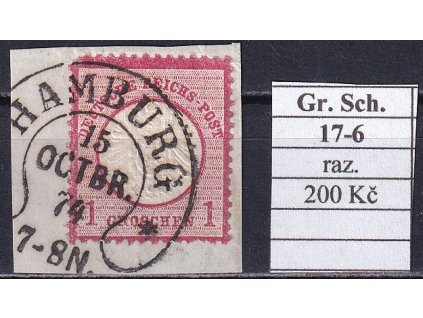 HAMBURG
15
OCTBR.
74
7-8N.
*
DEUTSCHE REICHS-POST
1 GROSCHEN 1
Gr. Sch.
17-6
raz.
200 Kč